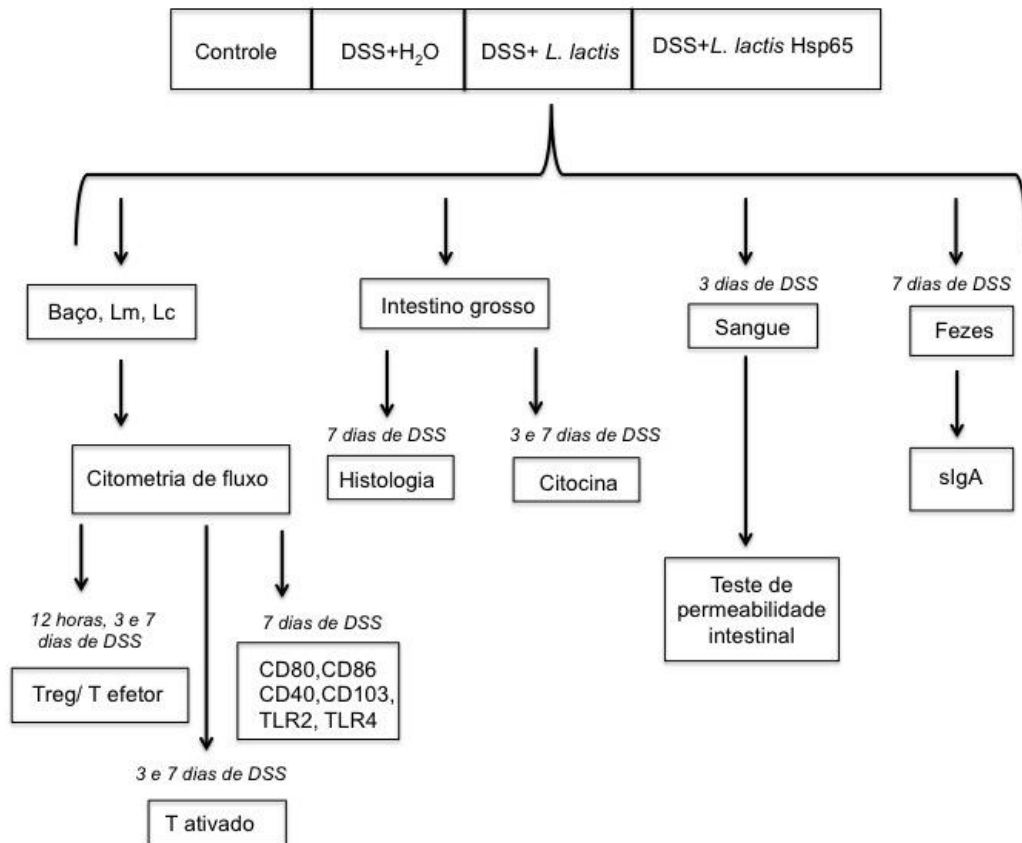 Controle
DSS+H₂O
DSS+ L. lactis
DSS+L. lactis Hsp65
Baço, Lm, Lc
Intestino grosso
3 dias de DSS
Sangue
7 dias de DSS
Fezes
Citometria de fluxo
7 dias de DSS
Histologia
3 e 7 dias de DSS
Citocina
sIgA
Teste de
permeabilidade
intestinal
12 horas, 3 e 7
dias de DSS
Treg/ T efetor
7 dias de DSS
CD80,CD86
CD40,CD103,
TLR2, TLR4
3 e 7 dias de DSS
T ativado